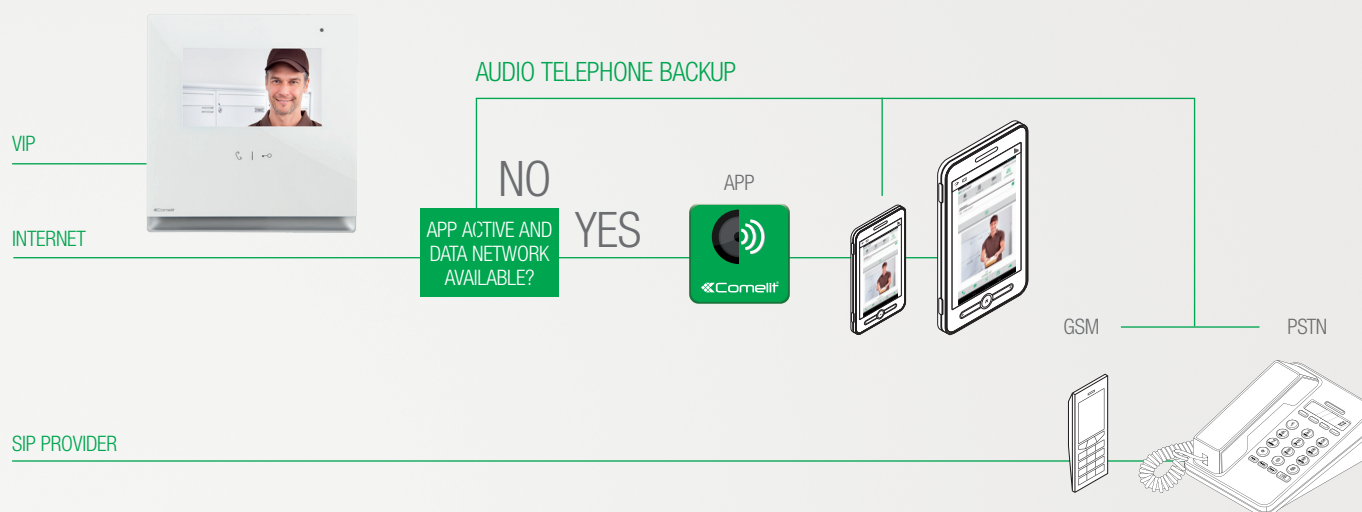 AUDIO TELEPHONE BACKUP
VIP
NO
APP
YES
INTERNET
APP ACTIVE AND
DATA NETWORK
AVAILABLE?
Comelit
Comelit
GSM
PSTN
SIP PROVIDER